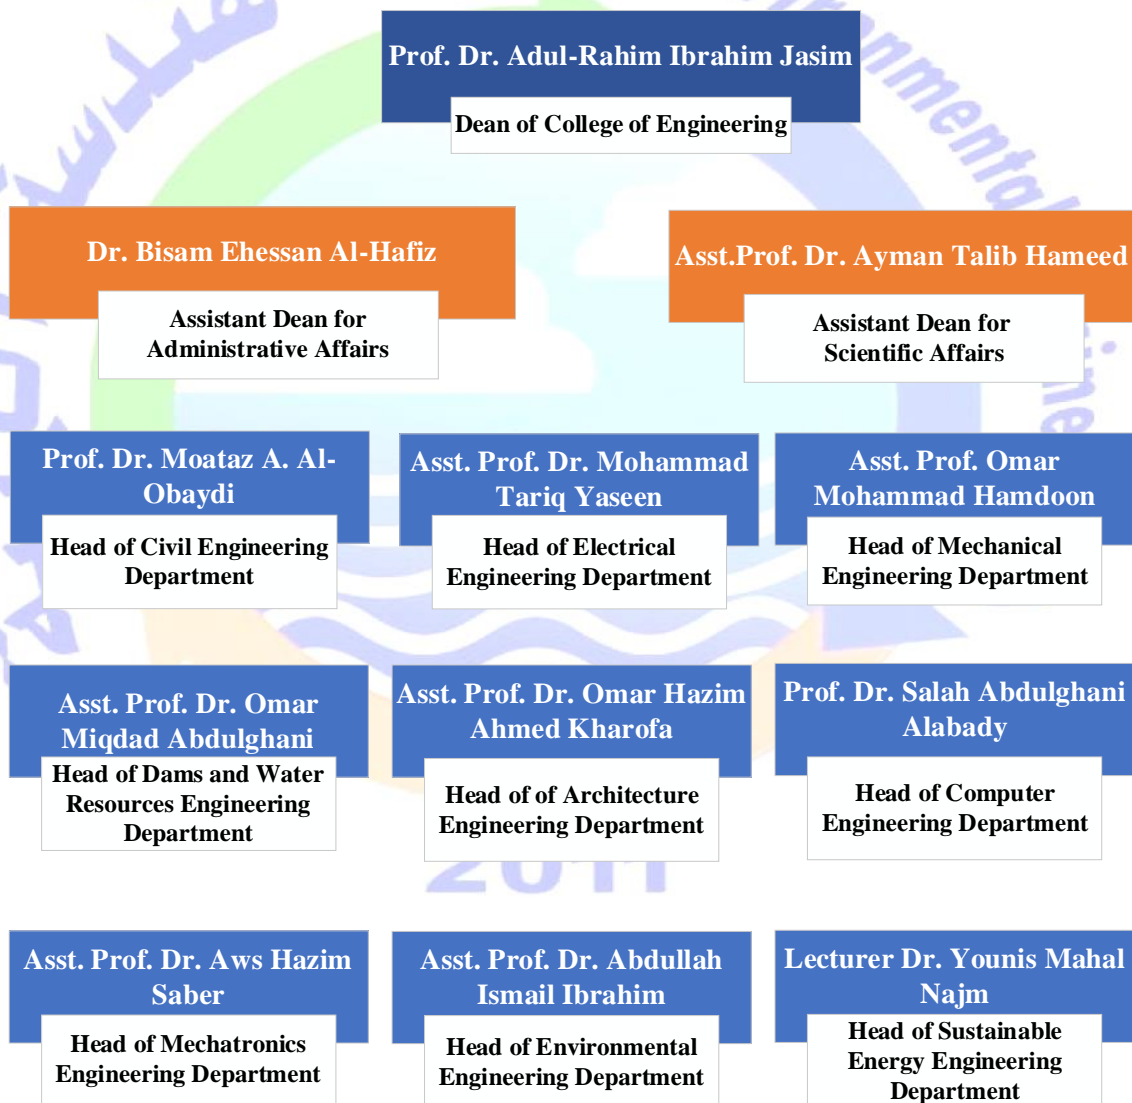 Prof. Dr. Adul-Rahim Ibrahim Jasim
Dean of College of Engineering
Dr. Bisam Ehessan Al-Hafiz
Assistant Dean for
Administrative Affairs
Asst.Prof. Dr. Ayman Talib Hameed
Assistant Dean for
Scientific Affairs
Prof. Dr. Moataz A. Al-
Obaydi
Head of Civil Engineering
Department
Asst. Prof. Dr. Mohammad
Tariq Yaseen
Head of Electrical
Engineering Department
Asst. Prof. Omar
Mohammad Hamdoon
Head of Mechanical
Engineering Department
Asst. Prof. Dr. Omar
Miqdad Abdulghani
Head of Dams and Water
Resources Engineering
Department
Asst. Prof. Dr. Omar Hazim
Ahmed Kharofa
Head of of Architecture
Engineering Department
Prof. Dr. Salah Abdulghani
Alabady
Head of Computer
Engineering Department
2011
Asst. Prof. Dr. Aws Hazim
Saber
Head of Mechatronics
Engineering Department
Asst. Prof. Dr. Abdullah
Ismail Ibrahim
Head of Environmental
Engineering Department
Lecturer Dr. Younis Mahal
Najm
Head of Sustainable
Energy Engineering
Department